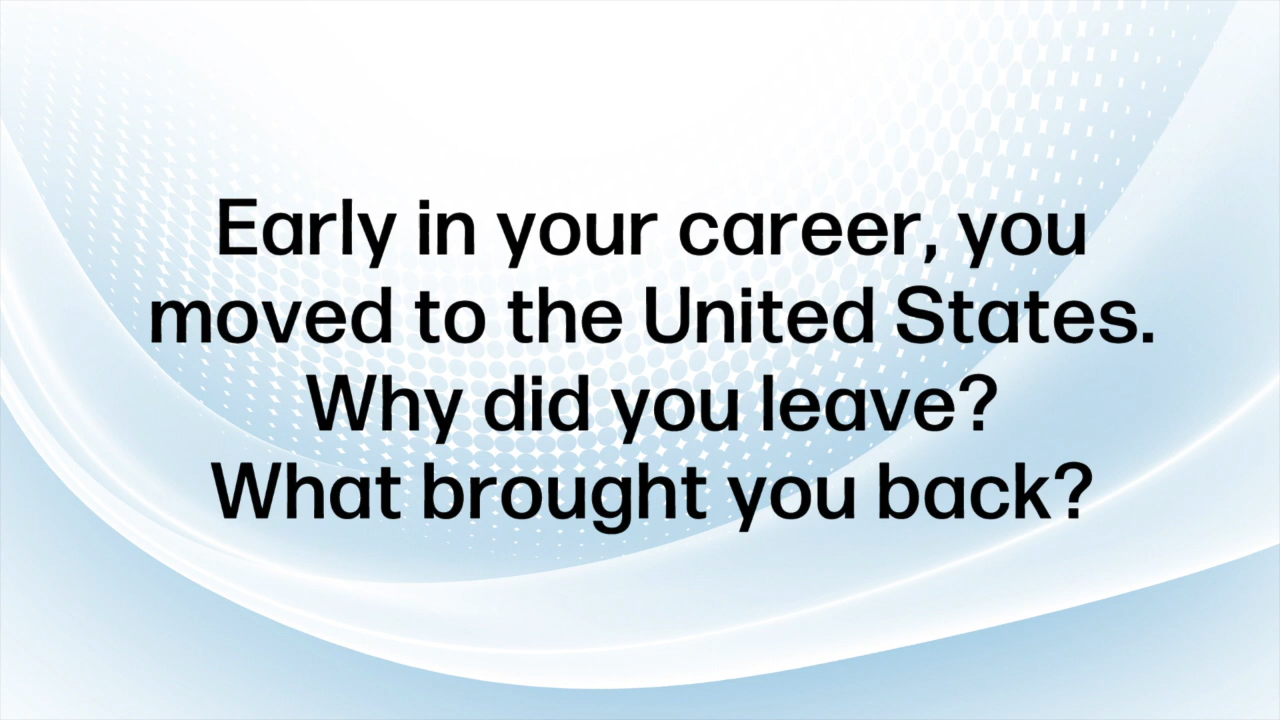 Early in your career, you
moved to the United States.
Why did you leave?
What brought you back?